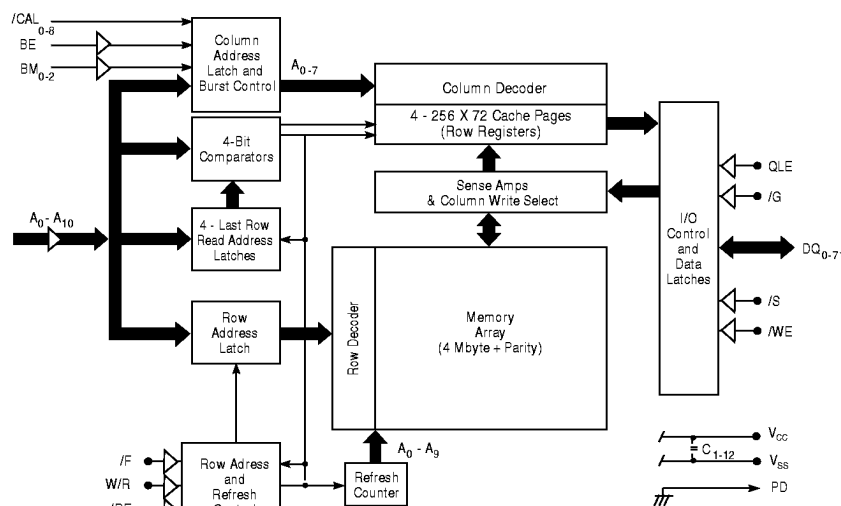 /CAL0-8
BE
BM0-2
Column
Address
Latch and
Burst Control
A0-7
Column Decoder
4 - 256 X 72 Cache Pages
(Row Registers)
4-Bit
Comparators
Sense Amps
& Column Write Select
QLE
/G
A0 - A10
4 - Last Row
Read Address
Latches
I/O
Control
and
Data
Latches
DQ0-71
Row
Address
Latch
Row Decoder
Memory
Array
(4 Mbyte + Parity)
/S
/WE
A0 - A9
/F
W/R
Row Adress
and
Refresh
Refresh
Counter
VCC
C1-12
VSS
PD